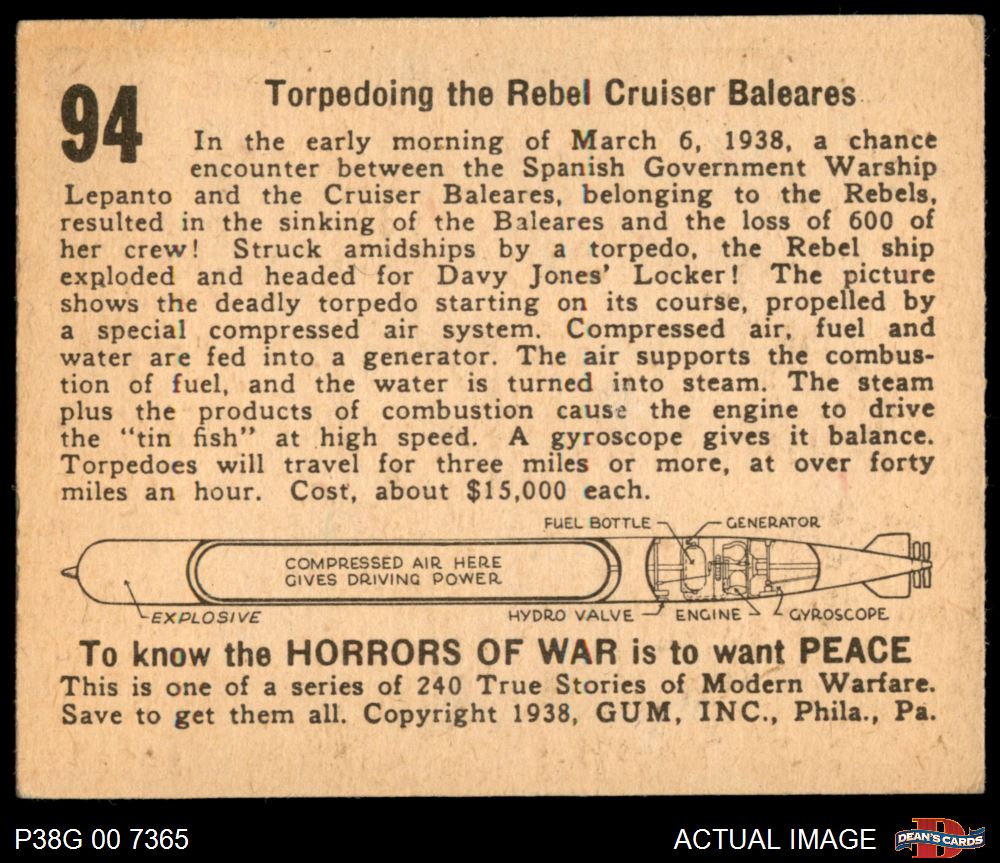 94
Torpedoing the Rebel Cruiser Baleares
In the early morning of March 6, 1938, a chance
encounter between the Spanish Government Warship
Lepanto and the Cruiser Baleares, belonging to the Rebels,
resulted in the sinking of the Baleares and the loss of 600 of
her crew! Struck amidships by a torpedo, the Rebel ship
exploded and headed for Davy Jones' Locker! The picture
shows the deadly torpedo starting on its course, propelled by
a special compressed air system. Compressed air, fuel and
water are fed into a generator. The air supports the combus-
tion of fuel, and the water is turned into steam. The steam
plus the products of combustion cause the engine to drive
the "tin fish" at high speed. A gyroscope gives it balance.
Torpedoes will travel for three miles or more, at over forty
miles an hour. Cost, about $15,000 each.
FUEL BOTTLE GENERATOR
COMPRESSED AIR HERE
GIVES DRIVING POWER
EXPLOSIVE HYDRO VALVE ENGINE GYROSCOPE
To know the HORRORS OF WAR is to want PEACE
This is one of a series of 240 True Stories of Modern Warfare.
Save to get them all. Copyright 1938, GUM, INC., Phila., Pa.
P38G 00 7365 ACTUAL IMAGE D DEAN'S CARDS